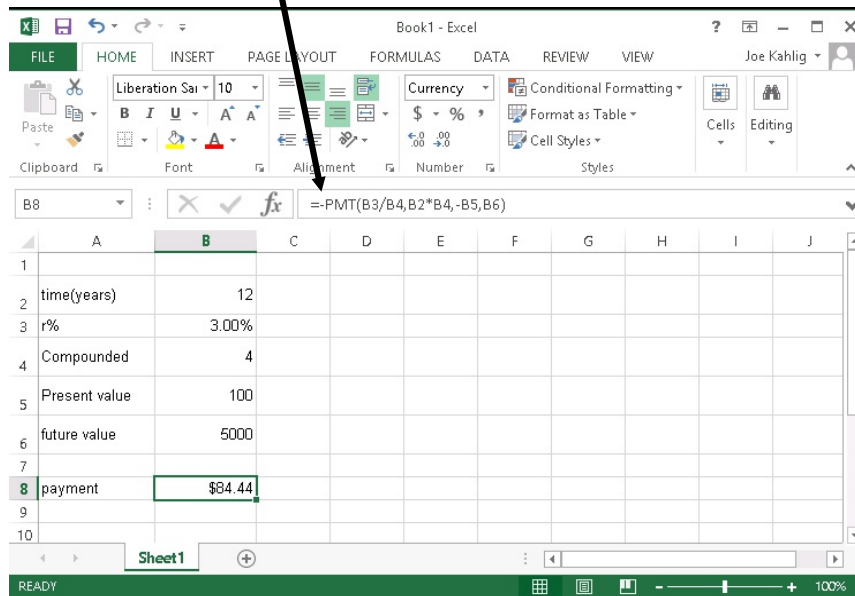 Book1 - Excel
FILE HOME INSERT PAGE LAYOUT FORMULAS DATA REVIEW VIEW Joe Kahlig
Paste
Liberation Sai 10
B I U A A
Currency
$ % ,
Conditional Formatting
Format as Table
Cell Styles
Cells
Editing
Clipboard Font Alignment Number Styles
B8 fx =-PMT(B3/B4,B2*B4,-B5,B6)
A B C D E F G H I J
1
2 time(years) 12
3 r% 3.00%
4 Compounded 4
5 Present value 100
6 future value 5000
7
8 payment $84.44
9
10
Sheet1
READY 100%